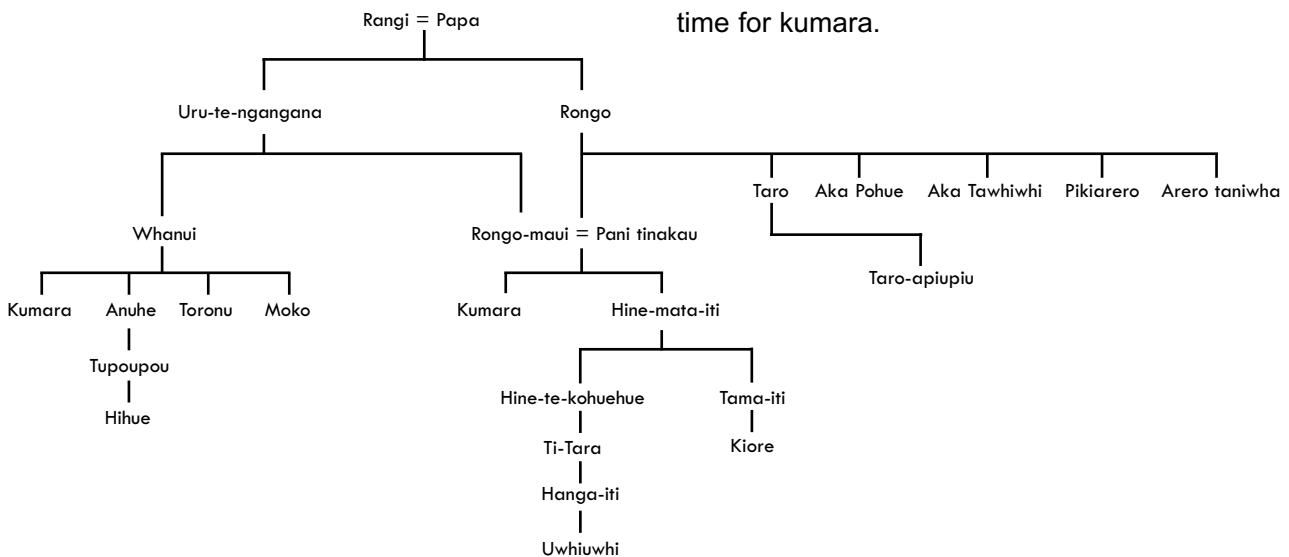 time for kumara.
Rangi = Papa
Uru-te-ngangana Rongo
Taro Aka Pohue Aka Tawhiwhi Pikiarero Arero taniwha
Whanui Rongo-maui = Pani tinakau
Taro-apiupiu
Kumara Anuhe Toronu Moko Kumara Hine-mata-iti
Tupoupou
Hine-te-kohuehue Tama-iti
Hihue
Ti-Tara Kiore
Hanga-iti
Uwhiuwhi